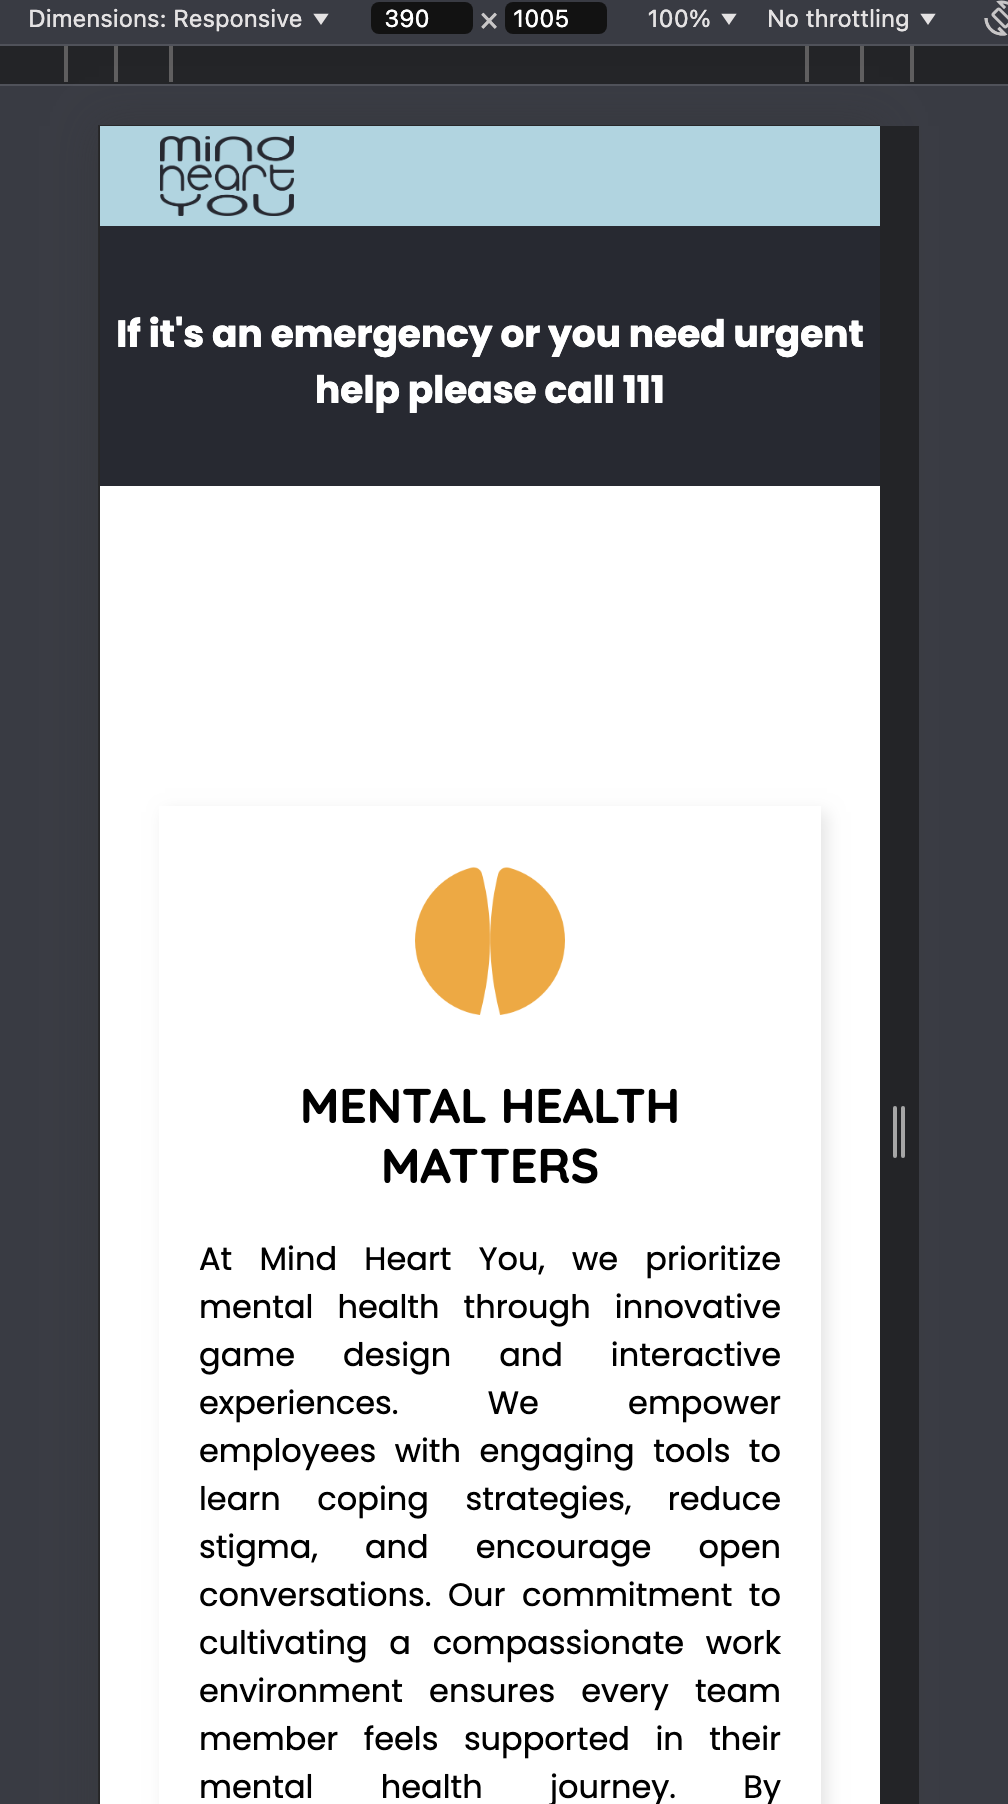 Dimensions: Responsive ▼ 390 × 1005 100% ▼ No throttling ▼
mind
heart
you
If it's an emergency or you need urgent
help please call 111
MENTAL HEALTH
MATTERS
At Mind Heart You, we prioritize
mental health through innovative
game design and interactive
experiences. We empower
employees with engaging tools to
learn coping strategies, reduce
stigma, and encourage open
conversations. Our commitment to
cultivating a compassionate work
environment ensures every team
member feels supported in their
mental health journey. By